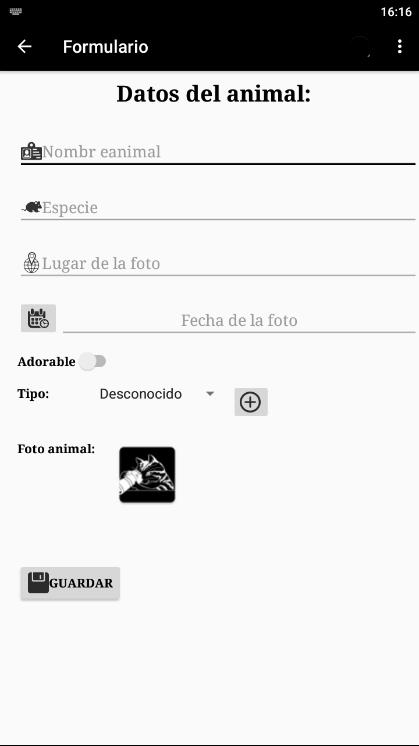 16:16
Formulario
Datos del animal:
Nombr eanimal
Especie
Lugar de la foto
Fecha de la foto
Adorable
Tipo: Desconocido
Foto animal:
GUARDAR